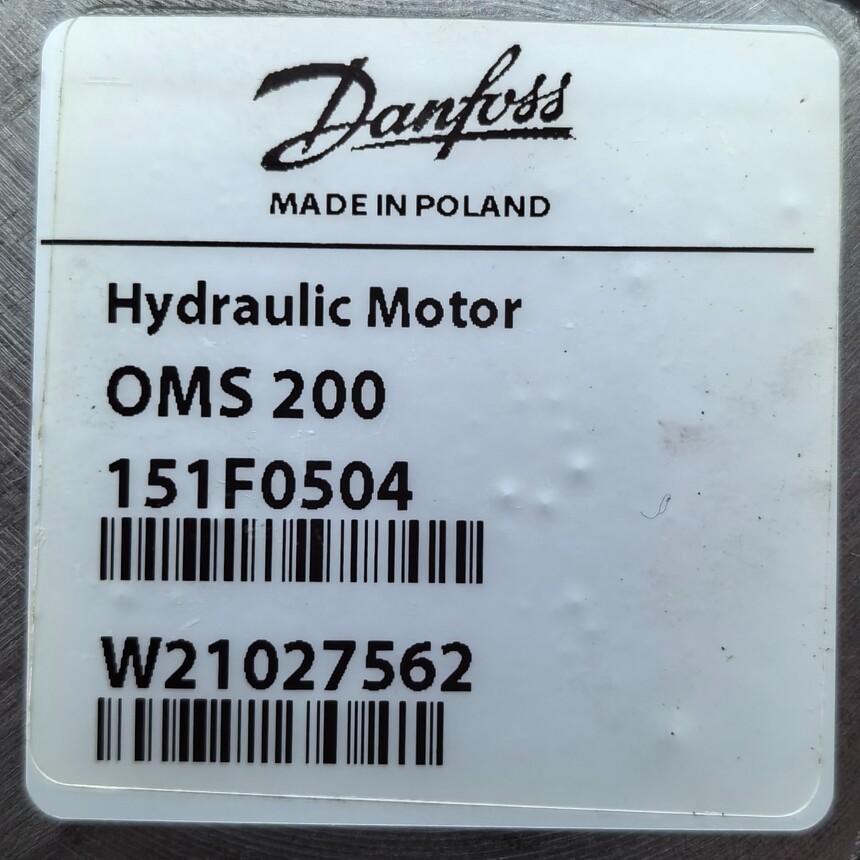 Danfoss
MADE IN POLAND
Hydraulic Motor
OMS 200
151F0504
W21027562